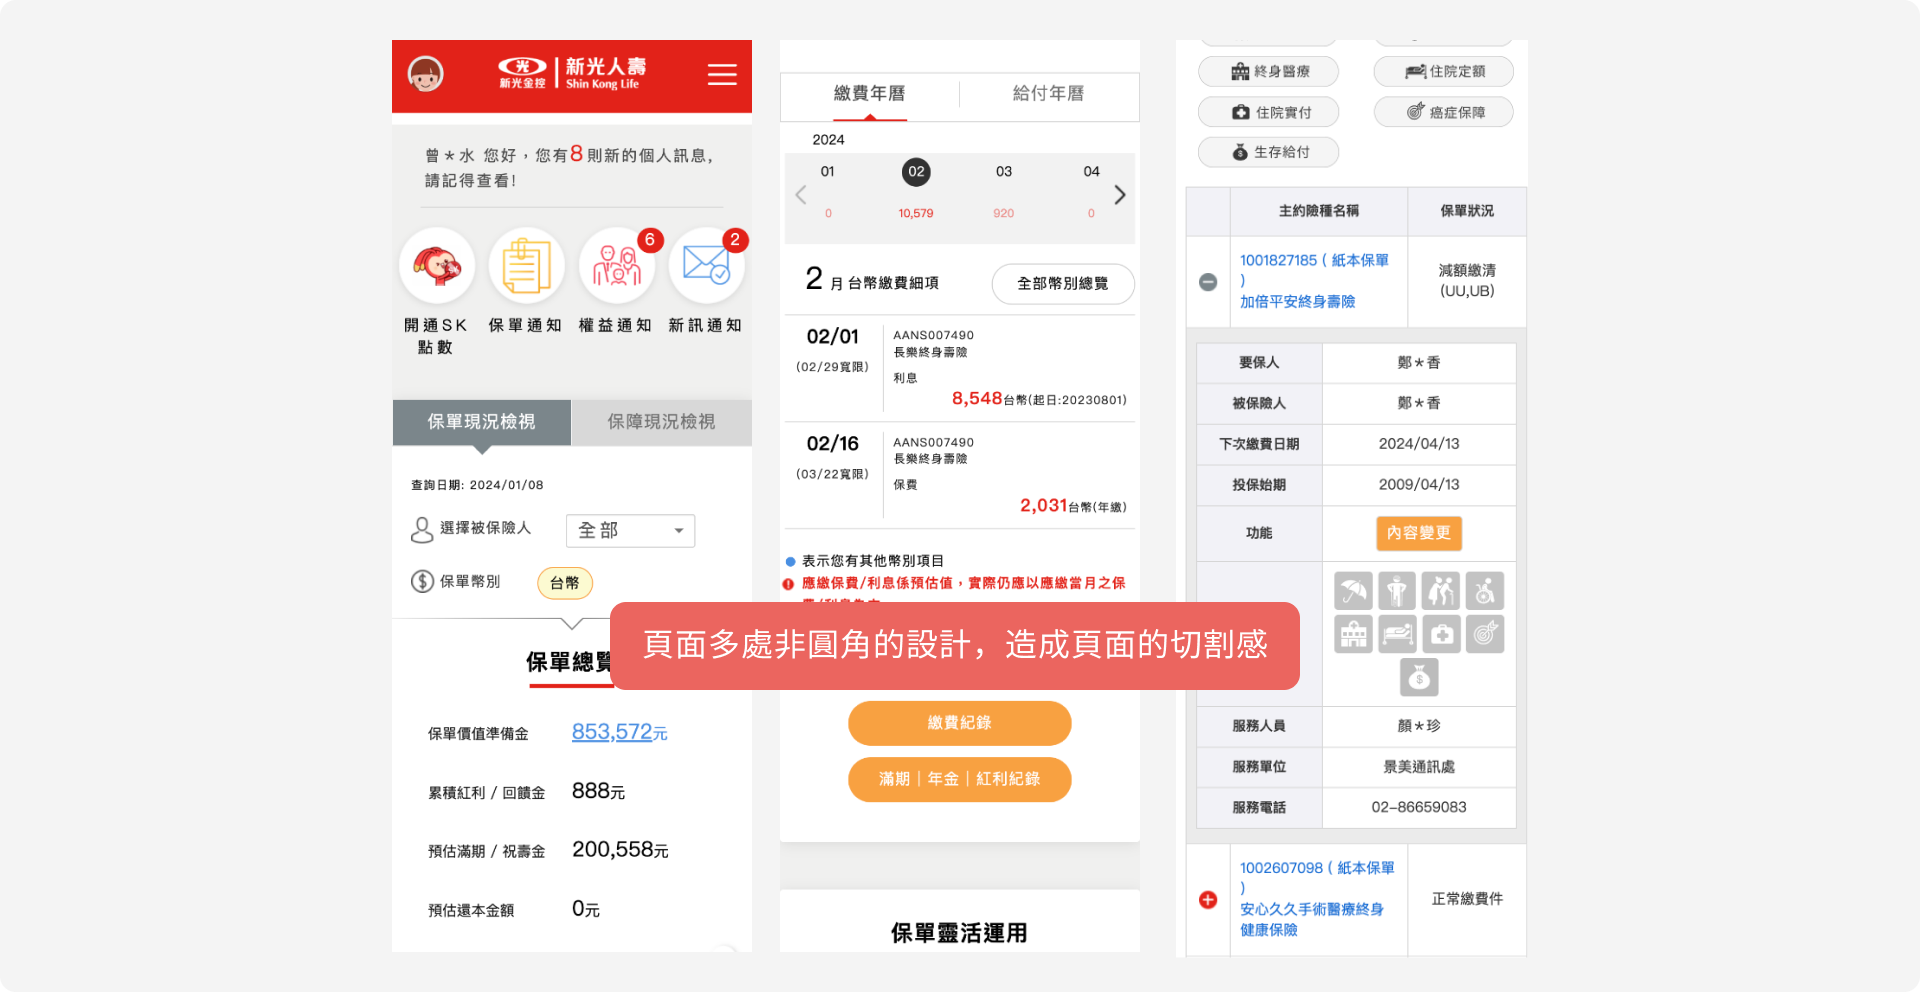 新光金控
新光人壽
Shin Kong Life
曾*水 您好，您有8則新的個人訊息,
請記得查看!
6
2
開通SK
點數
保單通知
權益通知
新訊通知
保單現況檢視
保障現況檢視
查詢日期: 2024/01/08
選擇被保險人
全部
保單幣別
台幣
保單總覽
保單價值準備金
853,572元
累積紅利 / 回饋金
888元
預估滿期 / 祝壽金
200,558元
預估還本金額
0元
繳費年曆
給付年曆
2024
01
02
03
04
0
10,579
920
0
2月台幣繳費細項
全部幣別總覽
02/01
(02/29寬限)
AANS007490
長樂終身壽險
利息
8,548台幣(起日:20230801)
02/16
(03/22寬限)
AANS007490
長樂終身壽險
保費
2,031台幣(年繳)
表示您有其他幣別項目
應繳保費/利息係預估值，實際仍應以應繳當月之保
頁面多處非圓角的設計，造成頁面的切割感
繳費紀錄
滿期｜年金｜紅利紀錄
保單靈活運用
終身醫療
住院定額
住院實付
癌症保障
生存給付
主約險種名稱
保單狀況
1001827185 ( 紙本保單
)
加倍平安終身壽險
減額繳清
(UU,UB)
要保人
鄭*香
被保險人
鄭*香
下次繳費日期
2024/04/13
投保始期
2009/04/13
功能
內容變更
服務人員
顏*珍
服務單位
景美通訊處
服務電話
02-86659083
1002607098 ( 紙本保單
)
安心久久手術醫療終身
健康保險
正常繳費件